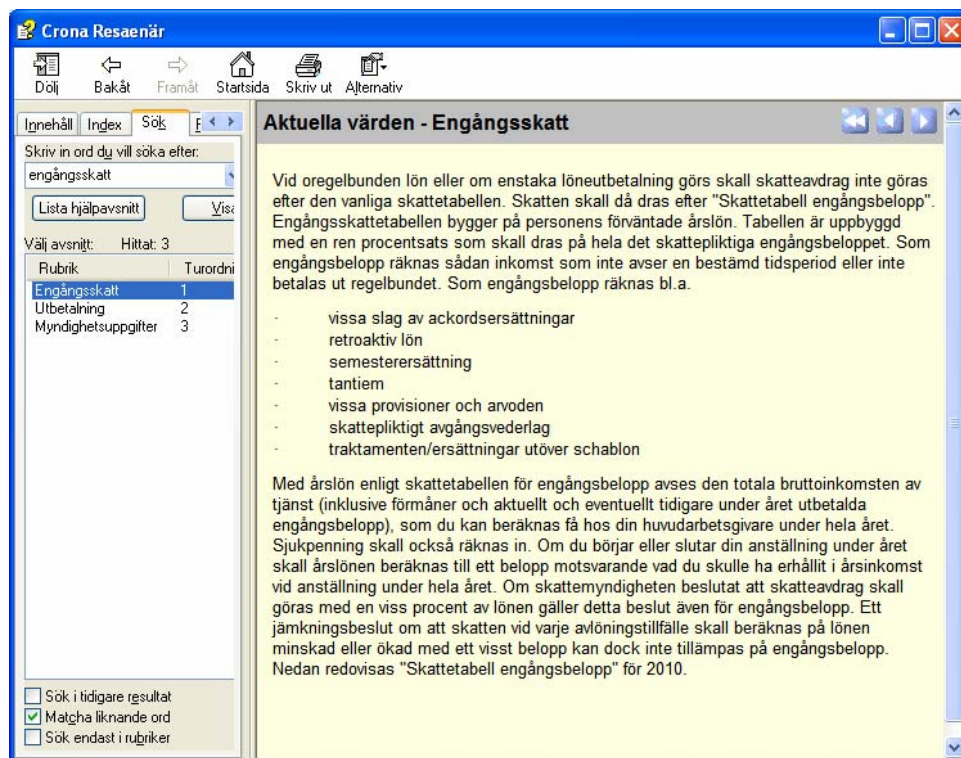 Crona Resaenär
Dölj Bakåt Framåt Startsida Skriv ut Alternativ
Innehåll Index Sök
Skriv in ord du vill söka efter:
engångsskatt
Lista hjälpavsnitt Visa
Välj avsnitt: Hittat: 3
Rubrik Turordni
Engångsskatt 1
Utbetalning 2
Myndighetsuppgifter 3
Sök i tidigare resultat
Matcha liknande ord
Sök endast i rubriker
Aktuella värden - Engångsskatt
Vid oregelbunden lön eller om enstaka löneutbetalning görs skall skatteavdrag inte göras
efter den vanliga skattetabellen. Skatten skall då dras efter "Skattetabell engångsbelopp".
Engångsskattetabellen bygger på personens förväntade årslön. Tabellen är uppbyggd
med en ren procentsats som skall dras på hela det skattepliktiga engångsbeloppet. Som
engångsbelopp räknas sådan inkomst som inte avser en bestämd tidsperiod eller inte
betalas ut regelbundet. Som engångsbelopp räknas bl.a.
· vissa slag av ackordsersättningar
· retroaktiv lön
· semesterersättning
· tantiem
· vissa provisioner och arvoden
· skattepliktigt avgångsvederlag
· traktamenten/ersättningar utöver schablon
Med årslön enligt skattetabellen för engångsbelopp avses den totala bruttoinkomsten av
tjänst (inklusive förmåner och aktuellt och eventuellt tidigare under året utbetalda
engångsbelopp), som du kan beräknas få hos din huvudarbetsgivare under hela året.
Sjukpenning skall också räknas in. Om du börjar eller slutar din anställning under året
skall årslönen beräknas till ett belopp motsvarande vad du skulle ha erhållit i årsinkomst
vid anställning under hela året. Om skattemyndigheten beslutat att skatteavdrag skall
göras med en viss procent av lönen gäller detta beslut även för engångsbelopp. Ett
jämkningsbeslut om att skatten vid varje avlöningstillfälle skall beräknas på lönen
minskad eller ökad med ett visst belopp kan dock inte tillämpas på engångsbelopp.
Nedan redovisas "Skattetabell engångsbelopp" för 2010.